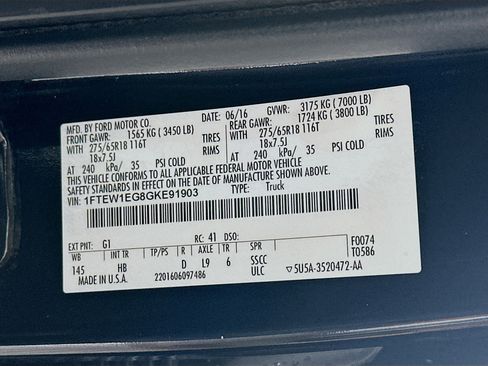 MFD. BY FORD MOTOR CO. DATE: 06/16 GVWR: 3175 KG (7000 LB)
FRONT GAWR: 1565 KG (3450 LB) REAR GAWR: 1724 KG (3800 LB)
275/65R18 116T TIRES 275/65R18 116T TIRES
18x7.5J RIMS 18x7.5J RIMS
AT 240 kPa/ 35 PSI COLD AT 240 kPa/ 35 PSI COLD
THIS VEHICLE CONFORMS TO ALL APPLICABLE FEDERAL MOTOR VEHICLE
SAFETY STANDARDS IN EFFECT ON THE DATE OF MANUFACTURE SHOWN ABOVE.
VIN: 1FTEW1EG8GKE91903 TYPE: Truck
EXT PNT: G1 RC: 41 DSO: F0074
WB INT TR TP/PS R AXLE TR SPR T0586
145 HB D L9 6 SSCC
MADE IN U.S.A. 2201606097486 ULC ▽5U5A-3520472-AA